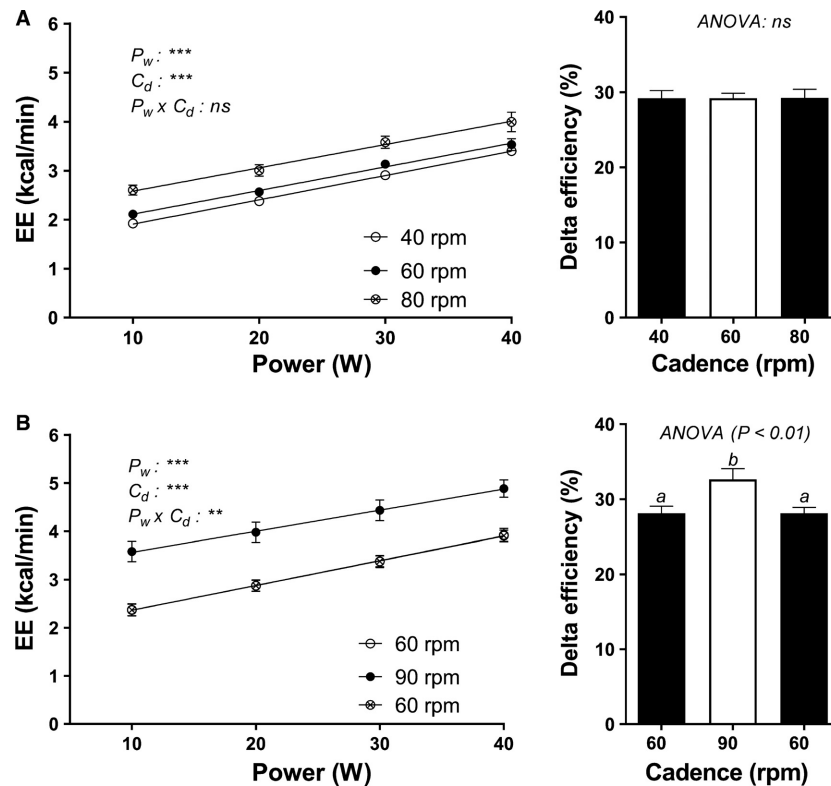 A
P_w : ***
C_d : ***
P_w x C_d : ns
EE (kcal/min)
6
5
4
3
2
1
0
40 rpm
60 rpm
80 rpm
10 20 30 40
Power (W)
ANOVA: ns
Delta efficiency (%)
40
30
20
10
0
40 60 80
Cadence (rpm)
B
P_w : ***
C_d : ***
P_w x C_d : **
EE (kcal/min)
6
5
4
3
2
1
0
60 rpm
90 rpm
60 rpm
10 20 30 40
Power (W)
ANOVA (P < 0.01)
a b a
Delta efficiency (%)
40
30
20
10
0
60 90 60
Cadence (rpm)